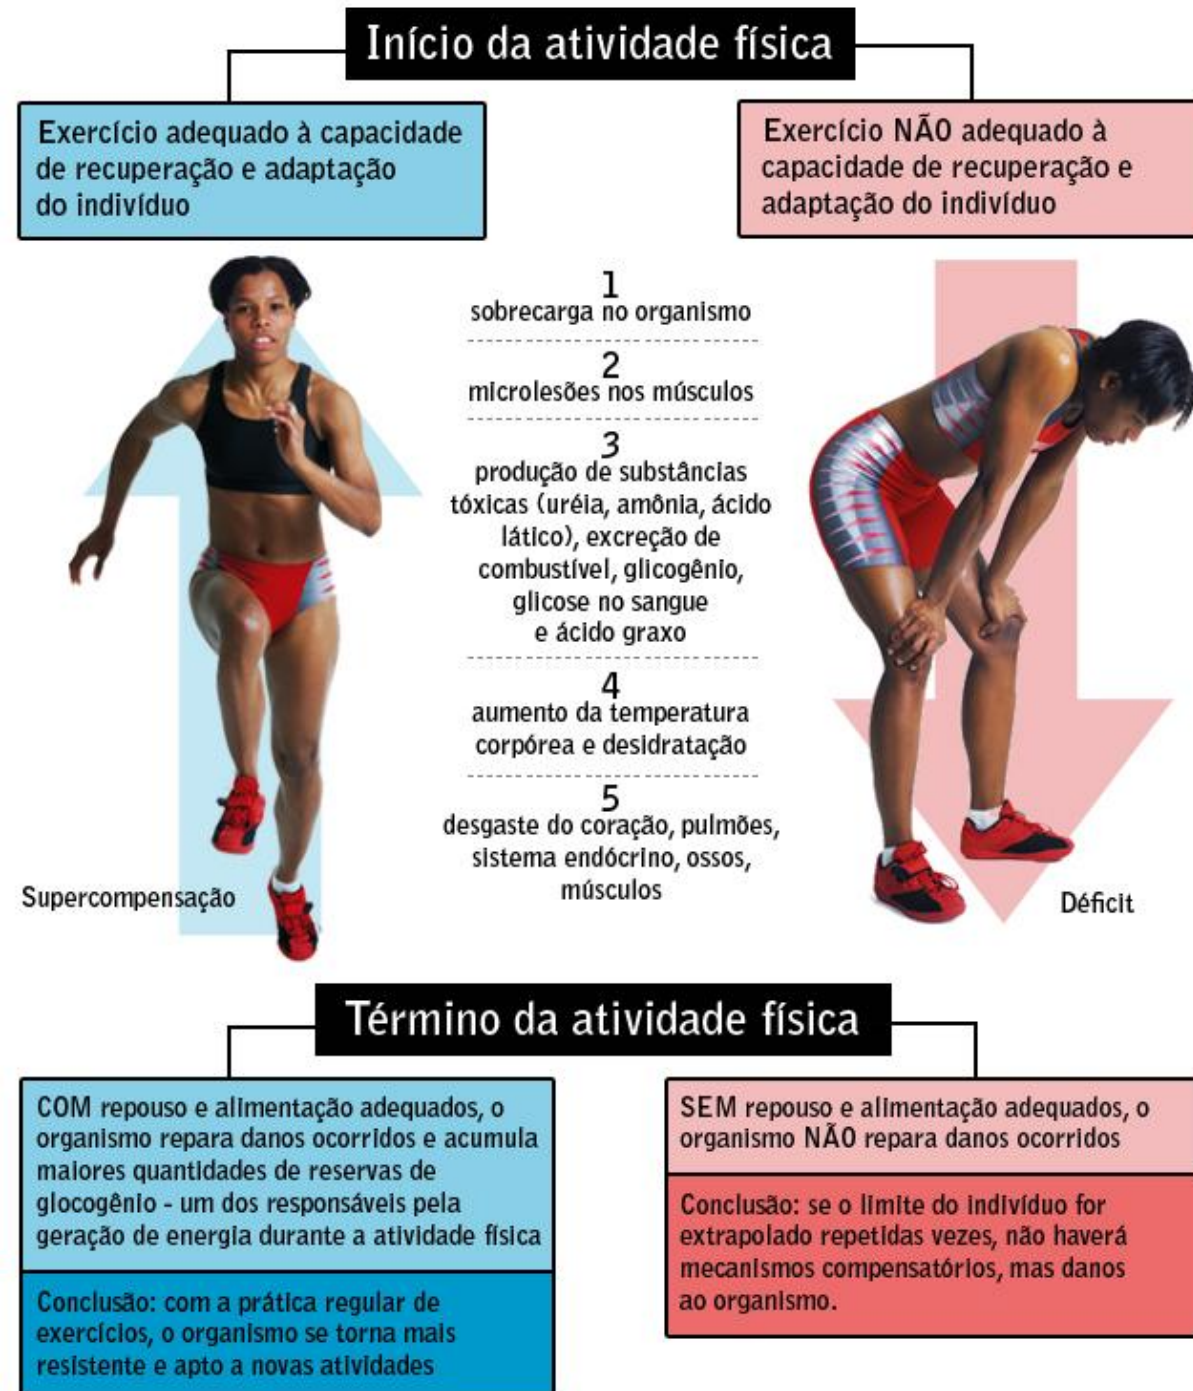 Início da atividade física
Exercício adequado à capacidade
de recuperação e adaptação
do indivíduo
Exercício NÃO adequado à
capacidade de recuperação e
adaptação do indivíduo
1
sobrecarga no organismo
2
microlesões nos músculos
3
produção de substâncias
tóxicas (uréia, amônia, ácido
lático), excreção de
combustível, glicogênio,
glicose no sangue
e ácido graxo
4
aumento da temperatura
corpórea e desidratação
5
desgaste do coração, pulmões,
sistema endócrino, ossos,
músculos
Supercompensação
Déficit
Término da atividade física
COM repouso e alimentação adequados, o
organismo repara danos ocorridos e acumula
maiores quantidades de reservas de
glocogênio - um dos responsáveis pela
geração de energia durante a atividade física
Conclusão: com a prática regular de
exercícios, o organismo se torna mais
resistente e apto a novas atividades
SEM repouso e alimentação adequados, o
organismo NÃO repara danos ocorridos
Conclusão: se o limite do indivíduo for
extrapolado repetidas vezes, não haverá
mecanismos compensatórios, mas danos
ao organismo.